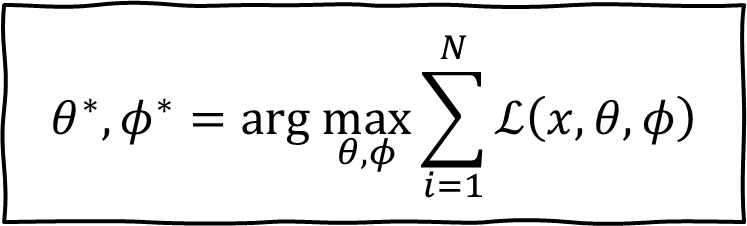 θ*, ϕ* = arg max_{θ,ϕ} ∑_{i=1}^{N} ℒ(x, θ, ϕ)